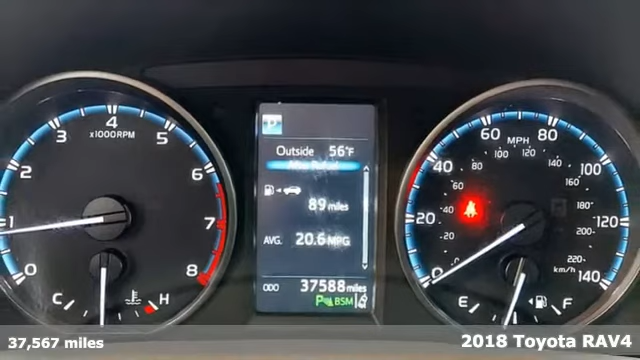 4
3 5
x1000RPM
2 6
1 7
0 8
C H
P
Outside 56°F
After Refuel
89 miles
AVG. 20.6 MPG
ODO 37588 miles
P BSM
60 MPH 80
100 120
40 80 140 100
60 160
40 180
20 20 200 120
0 220
0 km/h 140
E F
37,567 miles
2018 Toyota RAV4